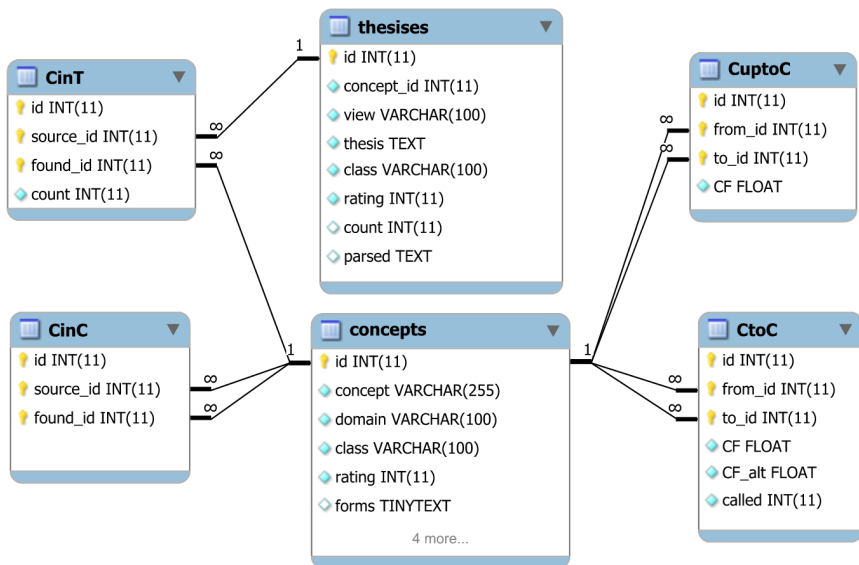 thesises
id INT(11)
concept_id INT(11)
view VARCHAR(100)
thesis TEXT
class VARCHAR(100)
rating INT(11)
count INT(11)
parsed TEXT
CinT
id INT(11)
source_id INT(11)
found_id INT(11)
count INT(11)
CuptoC
id INT(11)
from_id INT(11)
to_id INT(11)
CF FLOAT
CinC
id INT(11)
source_id INT(11)
found_id INT(11)
concepts
id INT(11)
concept VARCHAR(255)
domain VARCHAR(100)
class VARCHAR(100)
rating INT(11)
forms TINYTEXT
4 more...
CtoC
id INT(11)
from_id INT(11)
to_id INT(11)
CF FLOAT
CF_alt FLOAT
called INT(11)
1
∞
∞
∞
∞
1
1
∞
∞
∞
∞